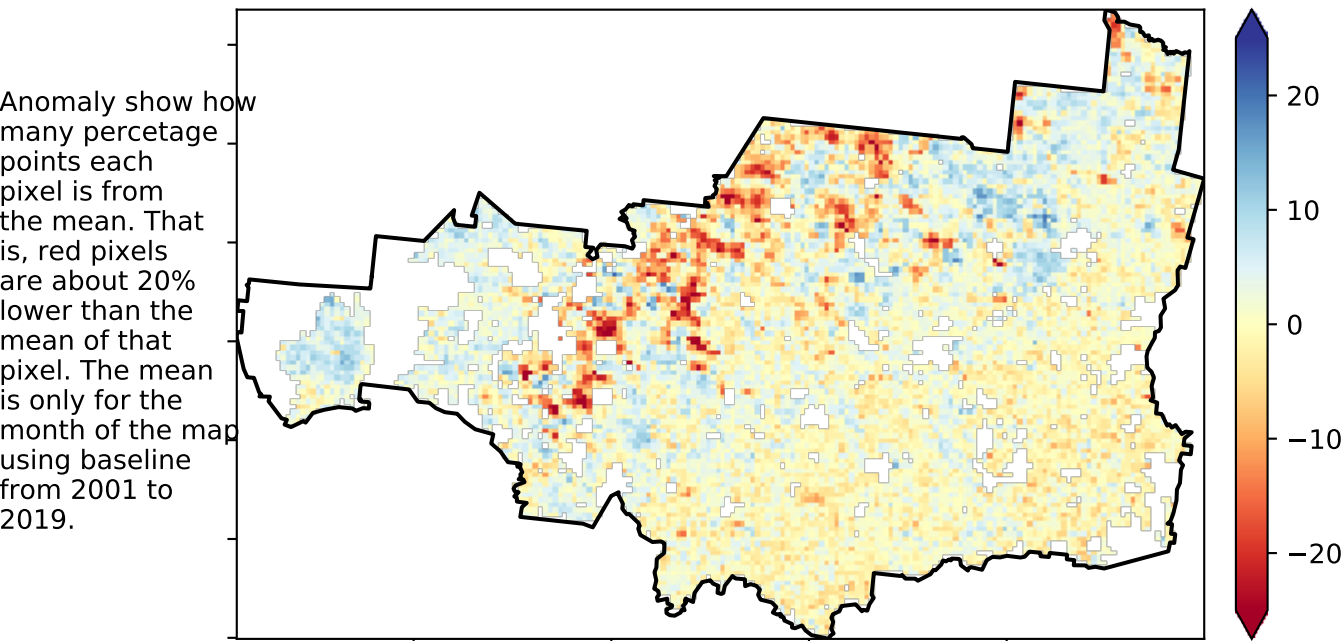 Anomaly show how
many percetage
points each
pixel is from
the mean. That
is, red pixels
are about 20%
lower than the
mean of that
pixel. The mean
is only for the
month of the map
using baseline
from 2001 to
2019.
20
10
0
−10
−20